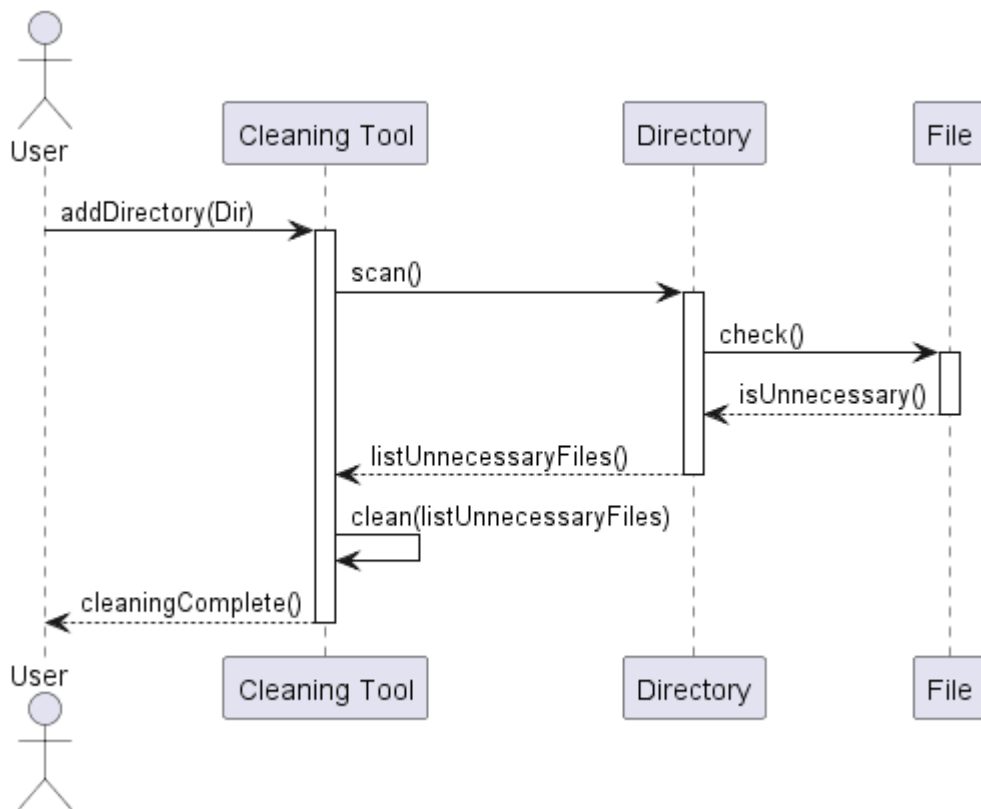 User
Cleaning Tool
Directory
File
addDirectory(Dir)
scan()
check()
isUnnecessary()
listUnnecessaryFiles()
clean(listUnnecessaryFiles)
cleaningComplete()
User
Cleaning Tool
Directory
File